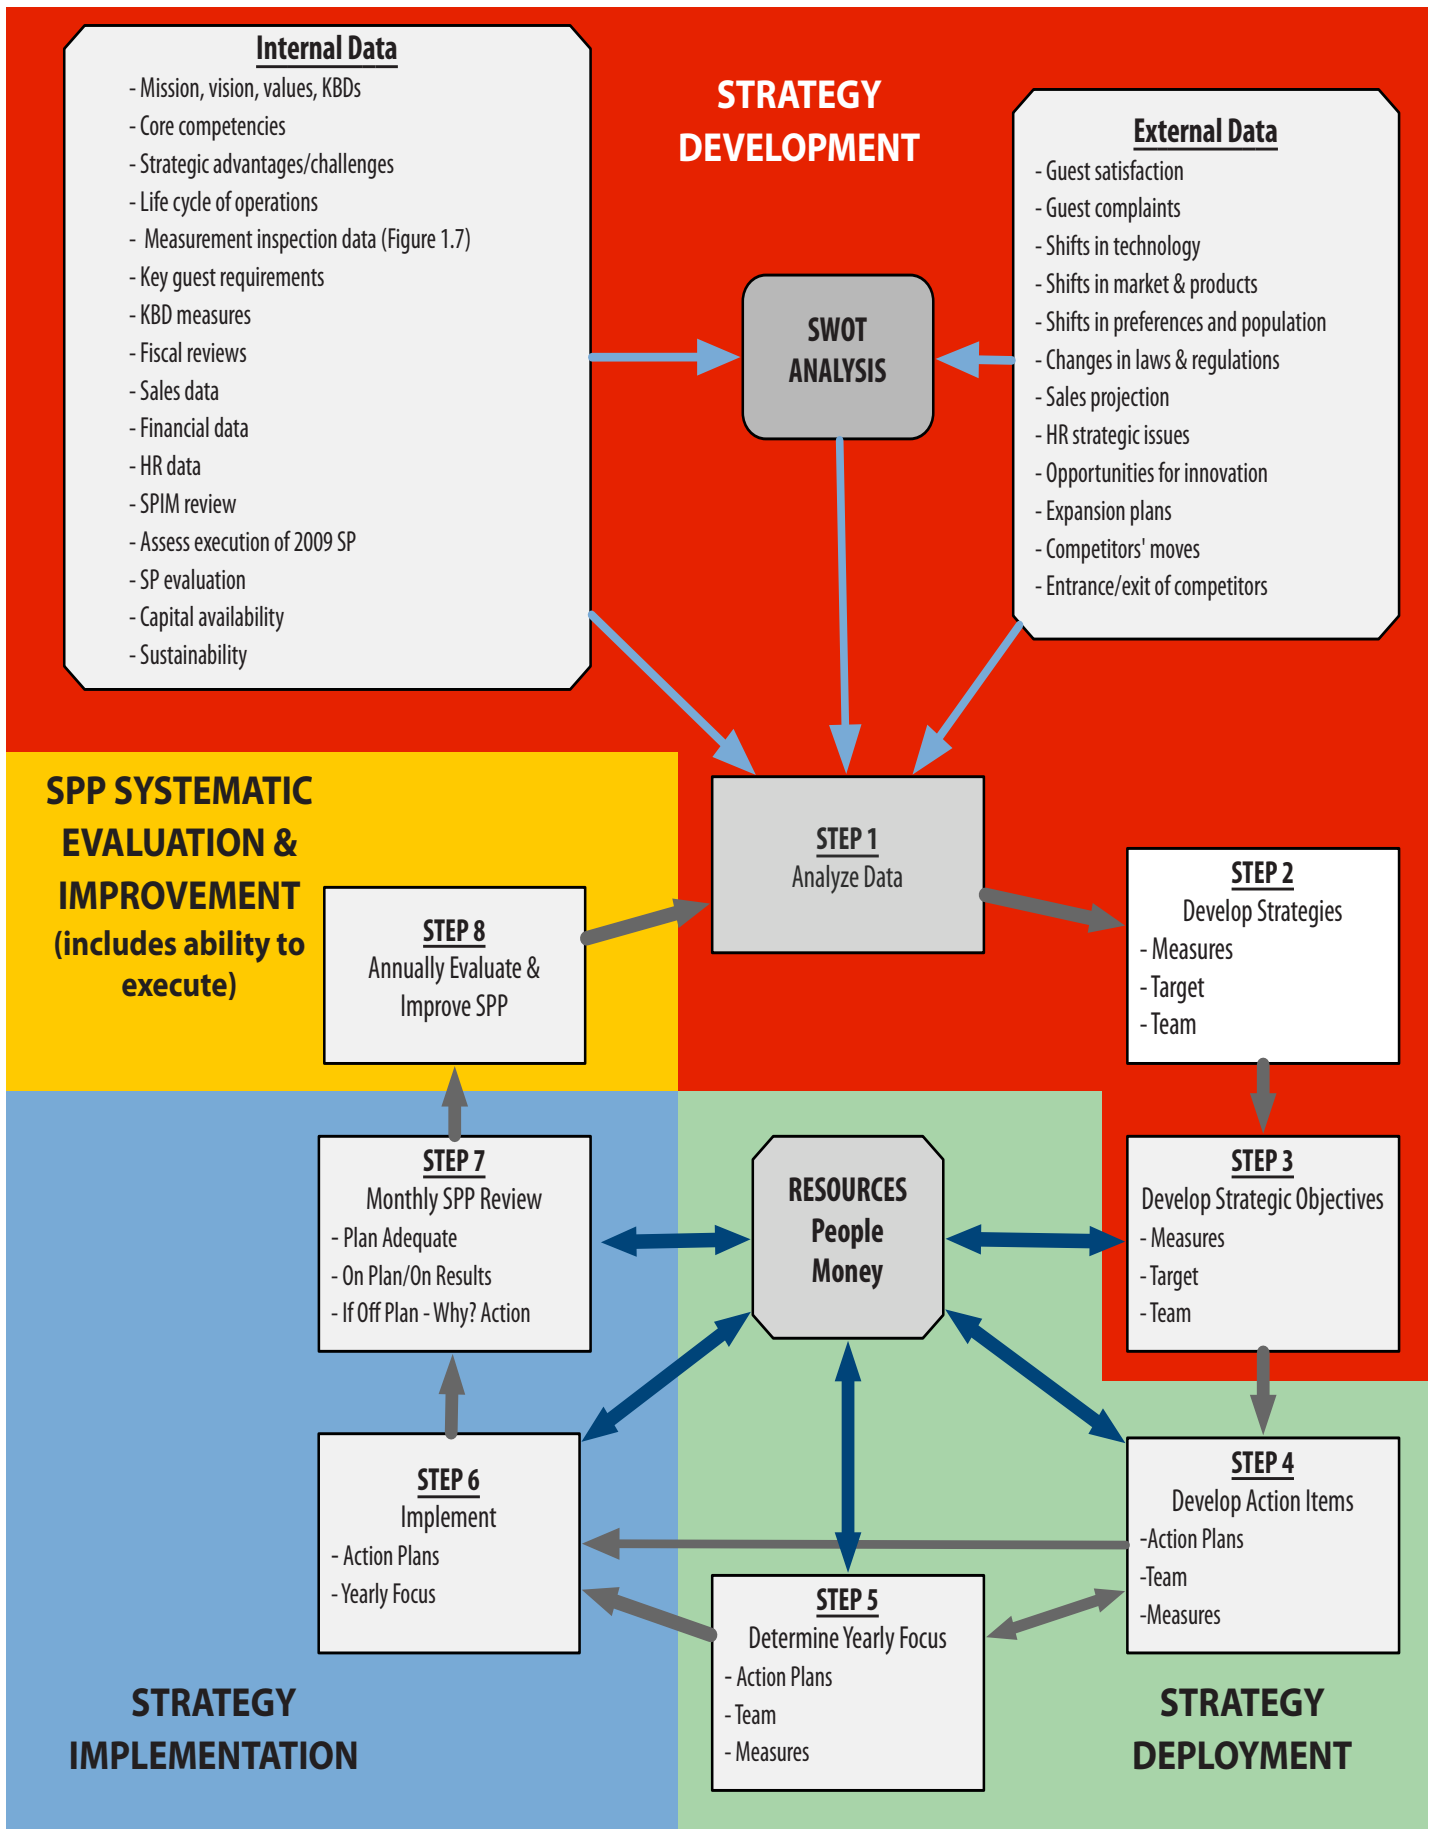 Internal Data
- Mission, vision, values, KBDs
- Core competencies
- Strategic advantages/challenges
- Life cycle of operations
- Measurement inspection data (Figure 1.7)
- Key guest requirements
- KBD measures
- Fiscal reviews
- Sales data
- Financial data
- HR data
- SPIM review
- Assess execution of 2009 SP
- SP evaluation
- Capital availability
- Sustainability
STRATEGY
DEVELOPMENT
External Data
- Guest satisfaction
- Guest complaints
- Shifts in technology
- Shifts in market & products
- Shifts in preferences and population
- Changes in laws & regulations
- Sales projection
- HR strategic issues
- Opportunities for innovation
- Expansion plans
- Competitors' moves
- Entrance/exit of competitors
SWOT
ANALYSIS
SPP SYSTEMATIC
EVALUATION &
IMPROVEMENT
(includes ability to
execute)
STEP 1
Analyze Data
STEP 2
Develop Strategies
- Measures
- Target
- Team
STEP 8
Annually Evaluate &
Improve SPP
STEP 7
Monthly SPP Review
- Plan Adequate
- On Plan/On Results
- If Off Plan - Why? Action
RESOURCES
People
Money
STEP 3
Develop Strategic Objectives
- Measures
- Target
- Team
STEP 6
Implement
- Action Plans
- Yearly Focus
STEP 4
Develop Action Items
-Action Plans
-Team
-Measures
STEP 5
Determine Yearly Focus
- Action Plans
- Team
- Measures
STRATEGY
IMPLEMENTATION
STRATEGY
DEPLOYMENT